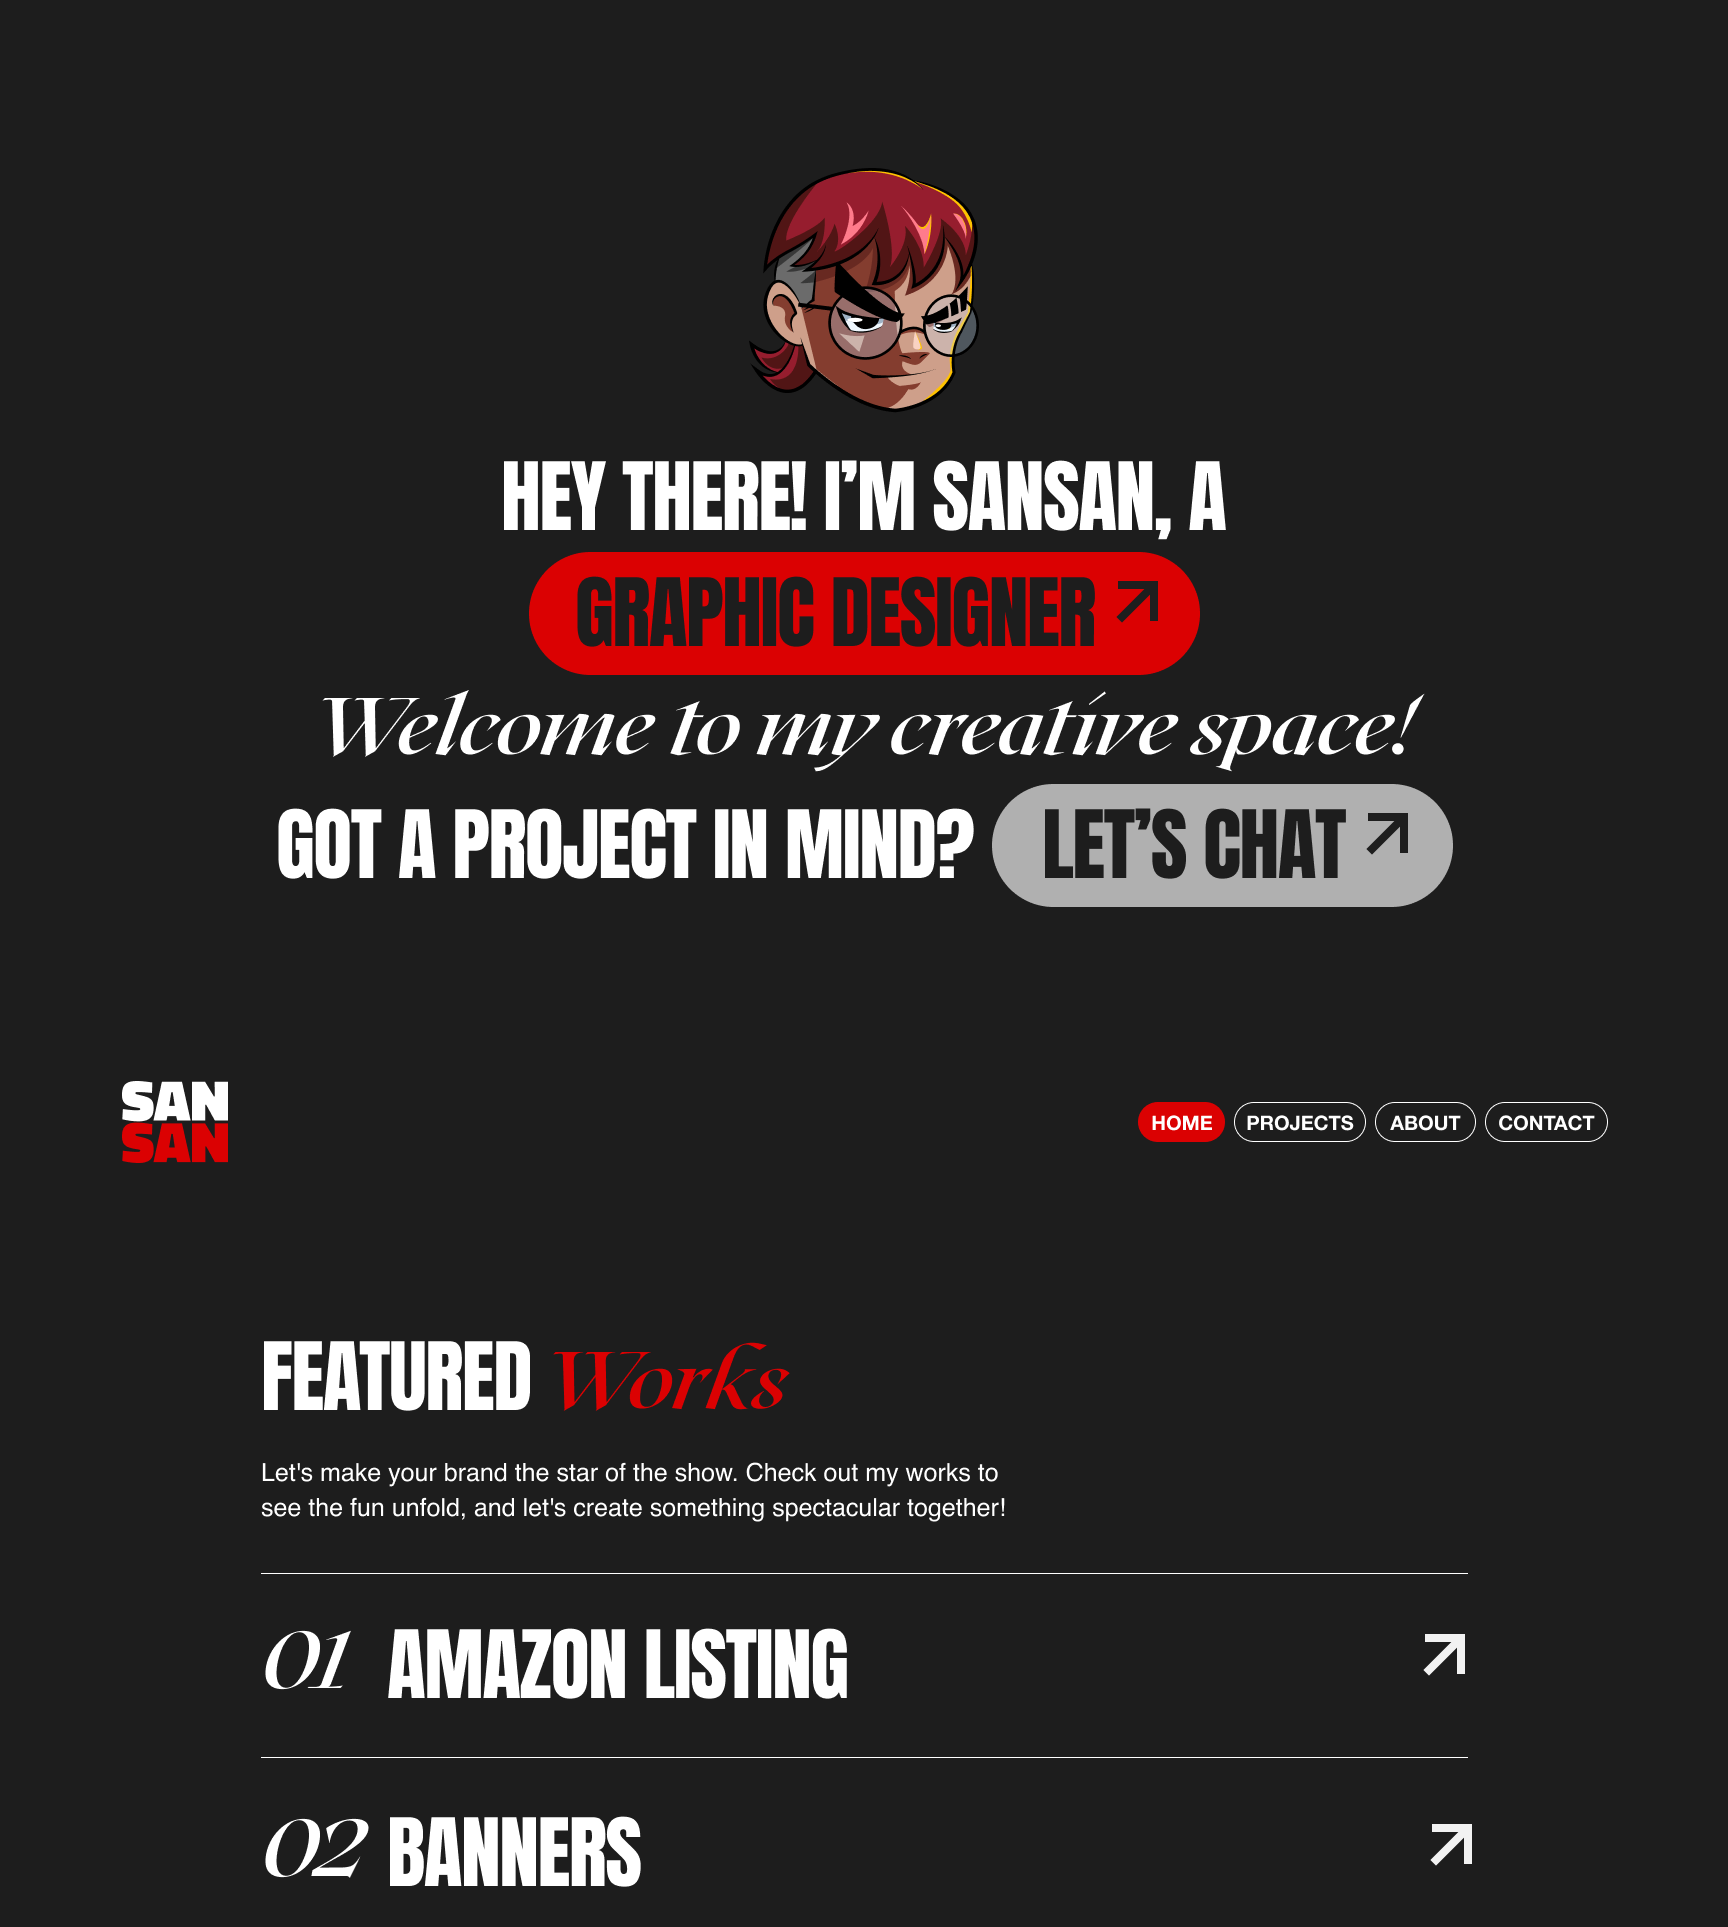 HEY THERE! I’M SANSAN, A
GRAPHIC DESIGNER
Welcome to my creative space!
GOT A PROJECT IN MIND? LET’S CHAT
SAN
SAN
HOME PROJECTS ABOUT CONTACT
FEATURED Works
Let's make your brand the star of the show. Check out my works to
see the fun unfold, and let's create something spectacular together!
01 AMAZON LISTING
02 BANNERS